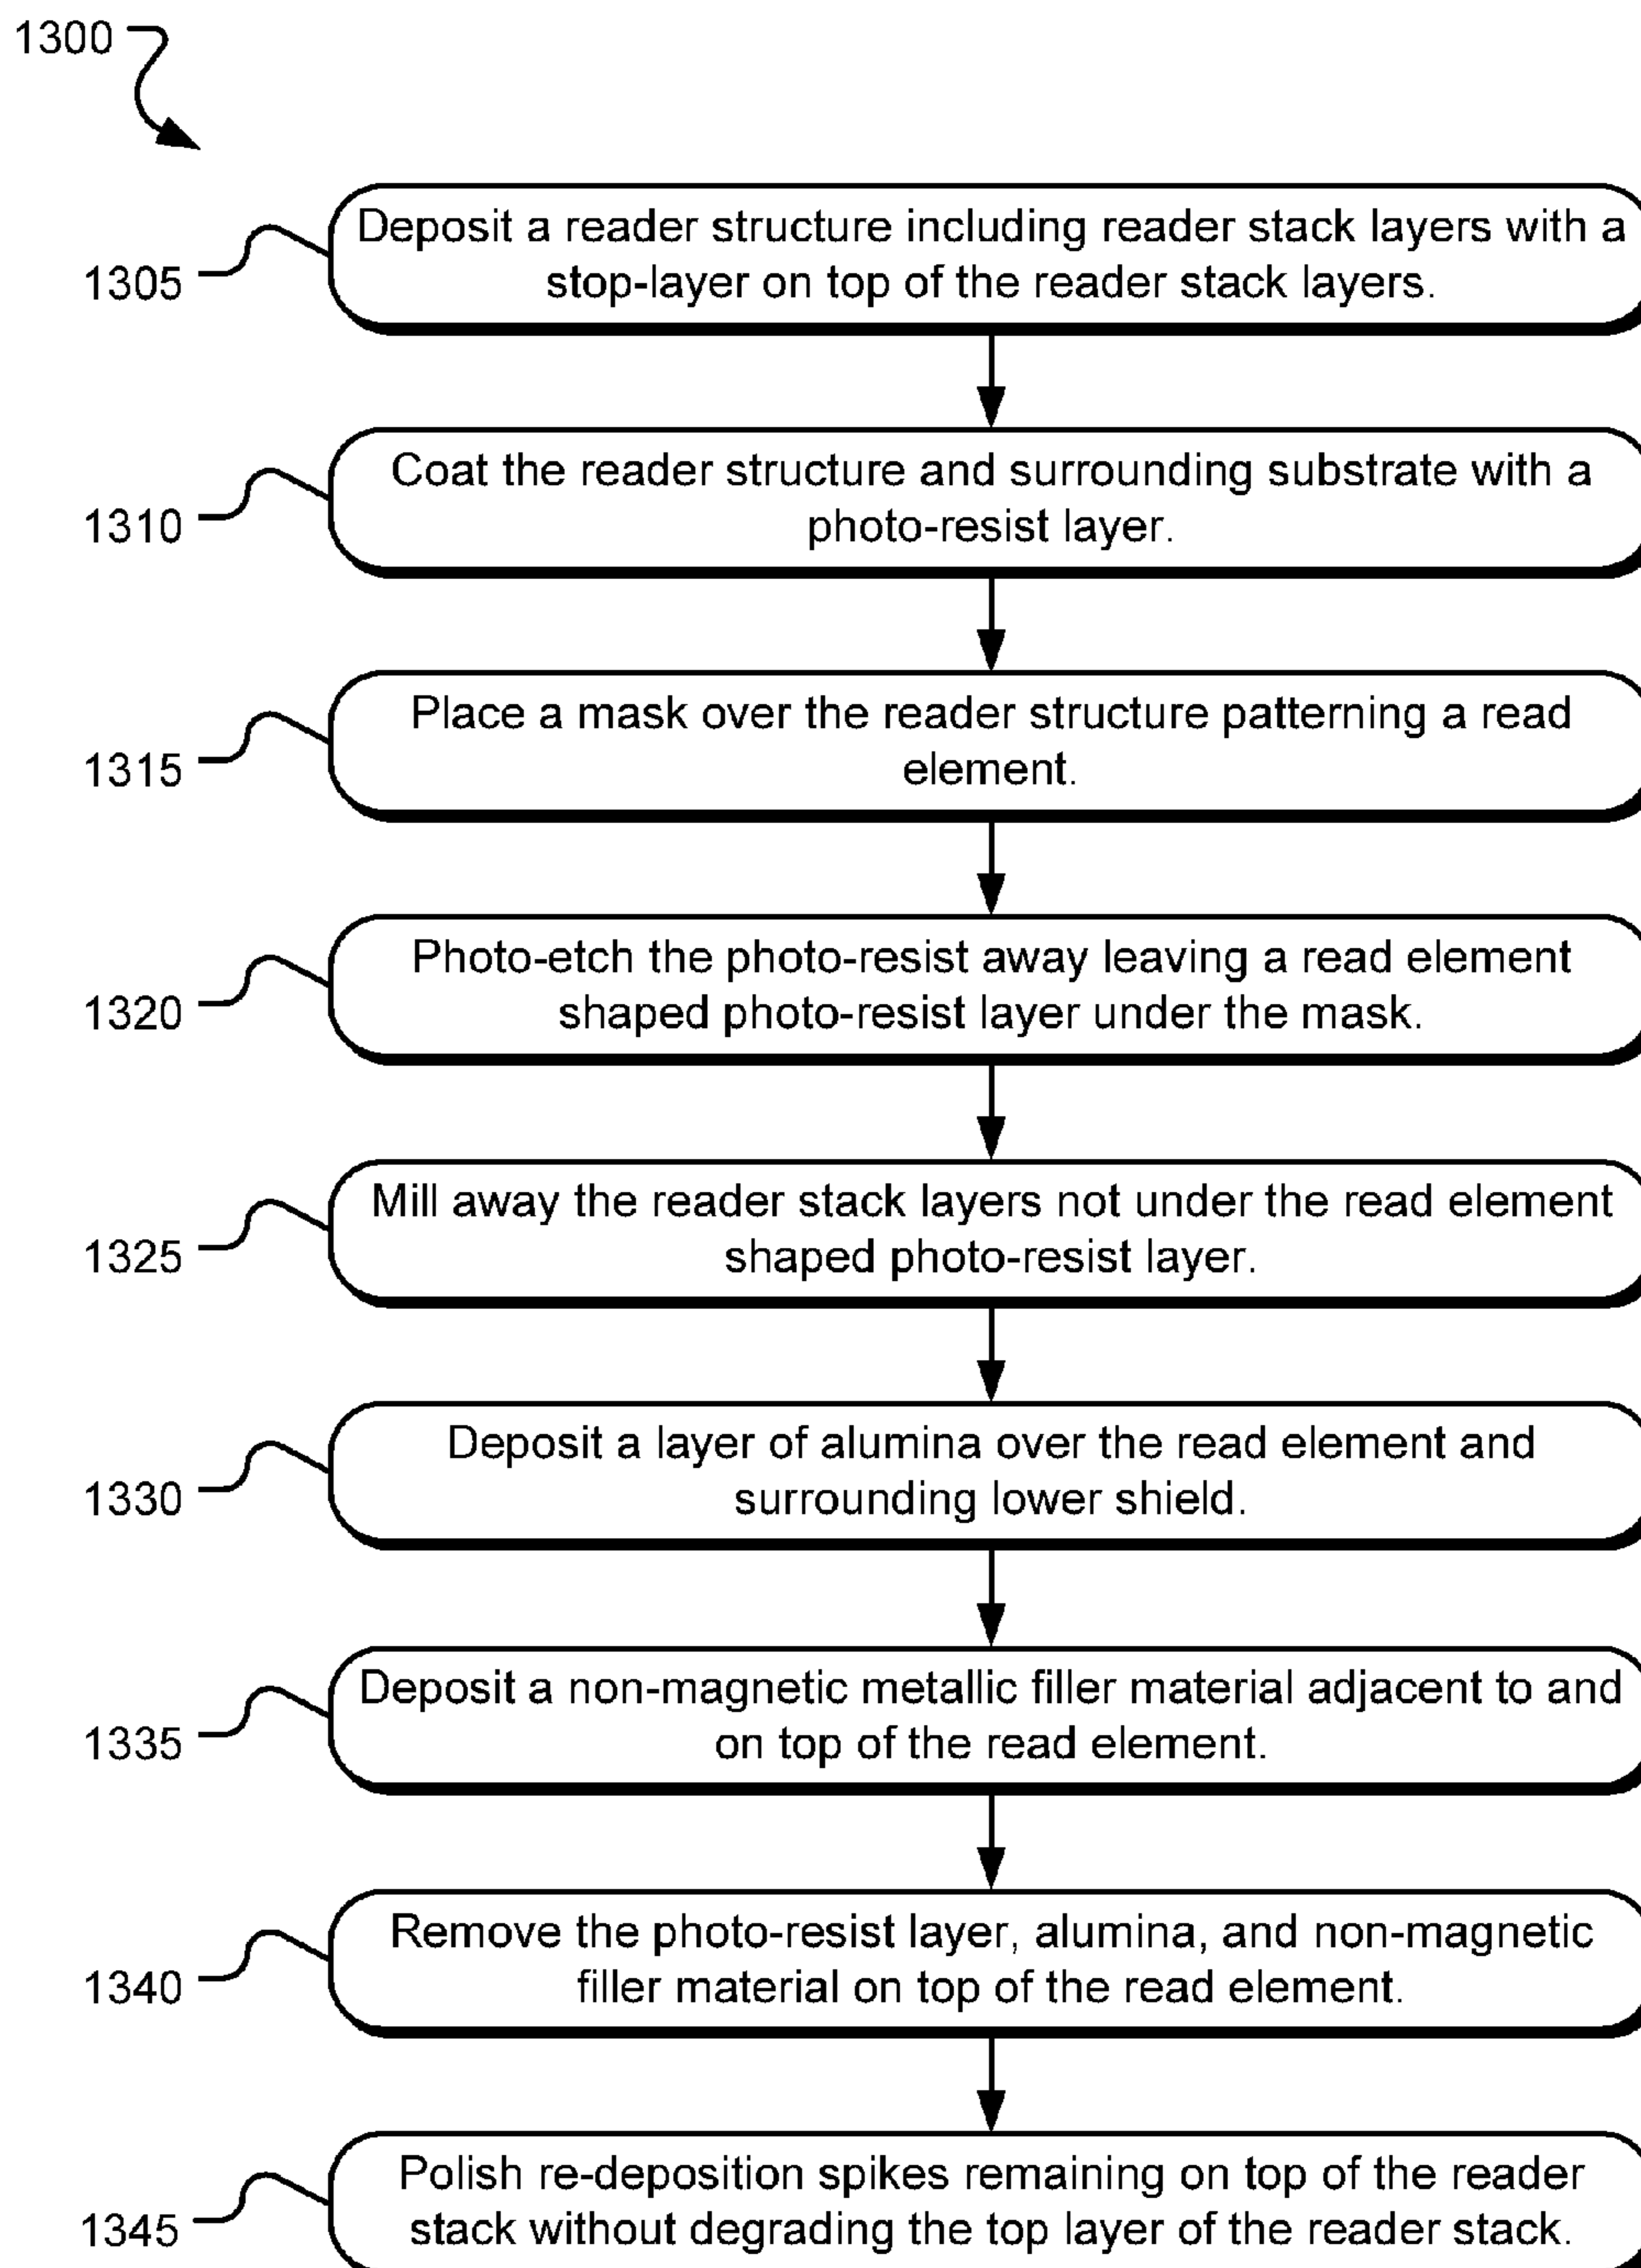 1300
Deposit a reader structure including reader stack layers with a
stop-layer on top of the reader stack layers.
1305
Coat the reader structure and surrounding substrate with a
photo-resist layer.
1310
Place a mask over the reader structure patterning a read
element.
1315
Photo-etch the photo-resist away leaving a read element
shaped photo-resist layer under the mask.
1320
Mill away the reader stack layers not under the read element
shaped photo-resist layer.
1325
Deposit a layer of alumina over the read element and
surrounding lower shield.
1330
Deposit a non-magnetic metallic filler material adjacent to and
on top of the read element.
1335
Remove the photo-resist layer, alumina, and non-magnetic
filler material on top of the read element.
1340
Polish re-deposition spikes remaining on top of the reader
stack without degrading the top layer of the reader stack.
1345